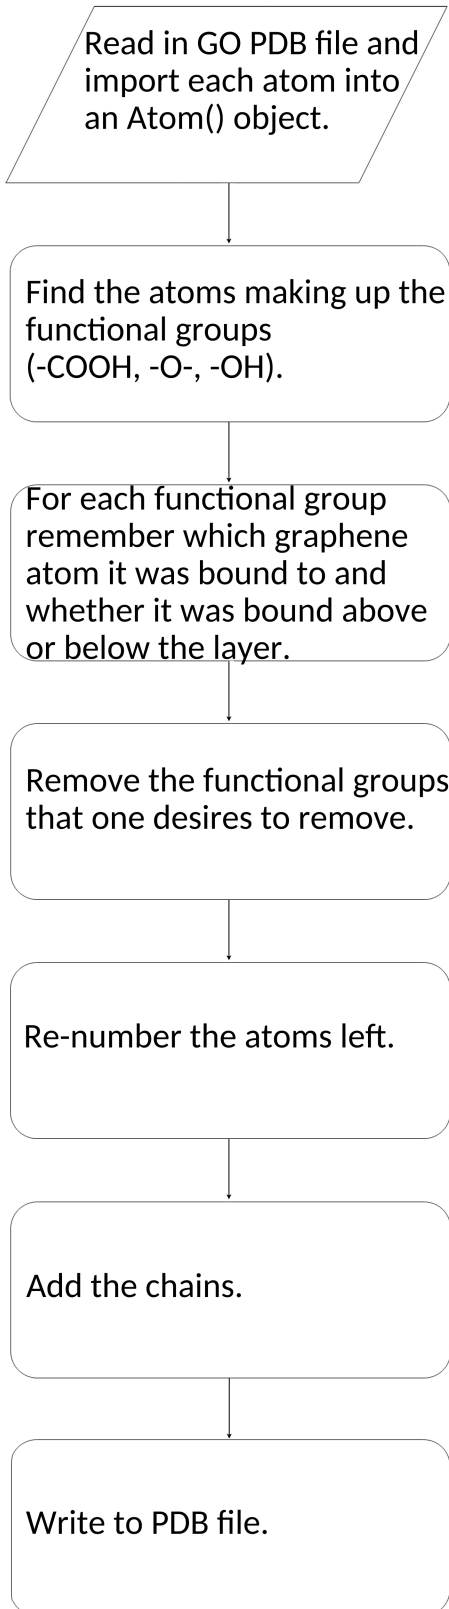 Read in GO PDB file and
import each atom into
an Atom() object.
Find the atoms making up the
functional groups
(-COOH, -O-, -OH).
For each functional group
remember which graphene
atom it was bound to and
whether it was bound above
or below the layer.
Remove the functional groups
that one desires to remove.
Re-number the atoms left.
Add the chains.
Write to PDB file.